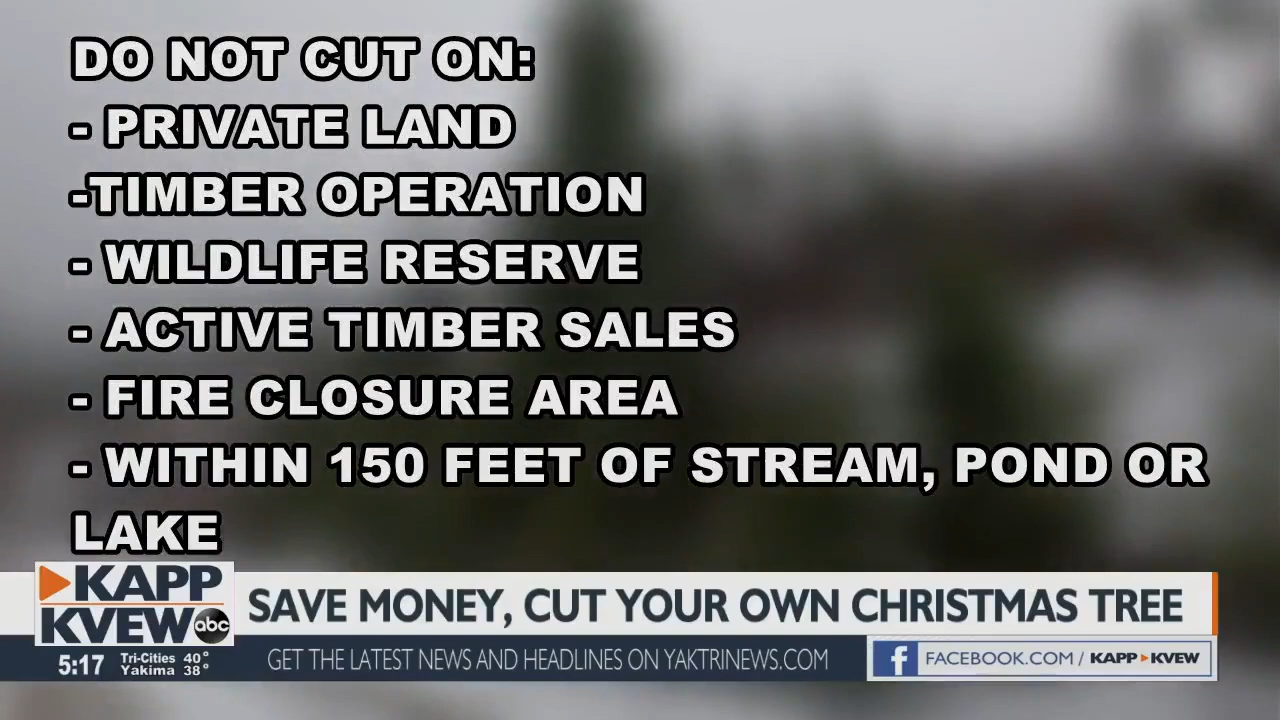 DO NOT CUT ON:
- PRIVATE LAND
-TIMBER OPERATION
- WILDLIFE RESERVE
- ACTIVE TIMBER SALES
- FIRE CLOSURE AREA
- WITHIN 150 FEET OF STREAM, POND OR
LAKE
KAPP
KVEW abc
SAVE MONEY, CUT YOUR OWN CHRISTMAS TREE
5:17
Tri-Cities 40°
Yakima 38°
GET THE LATEST NEWS AND HEADLINES ON YAKTRINEWS.COM
f FACEBOOK.COM / KAPP KVEW